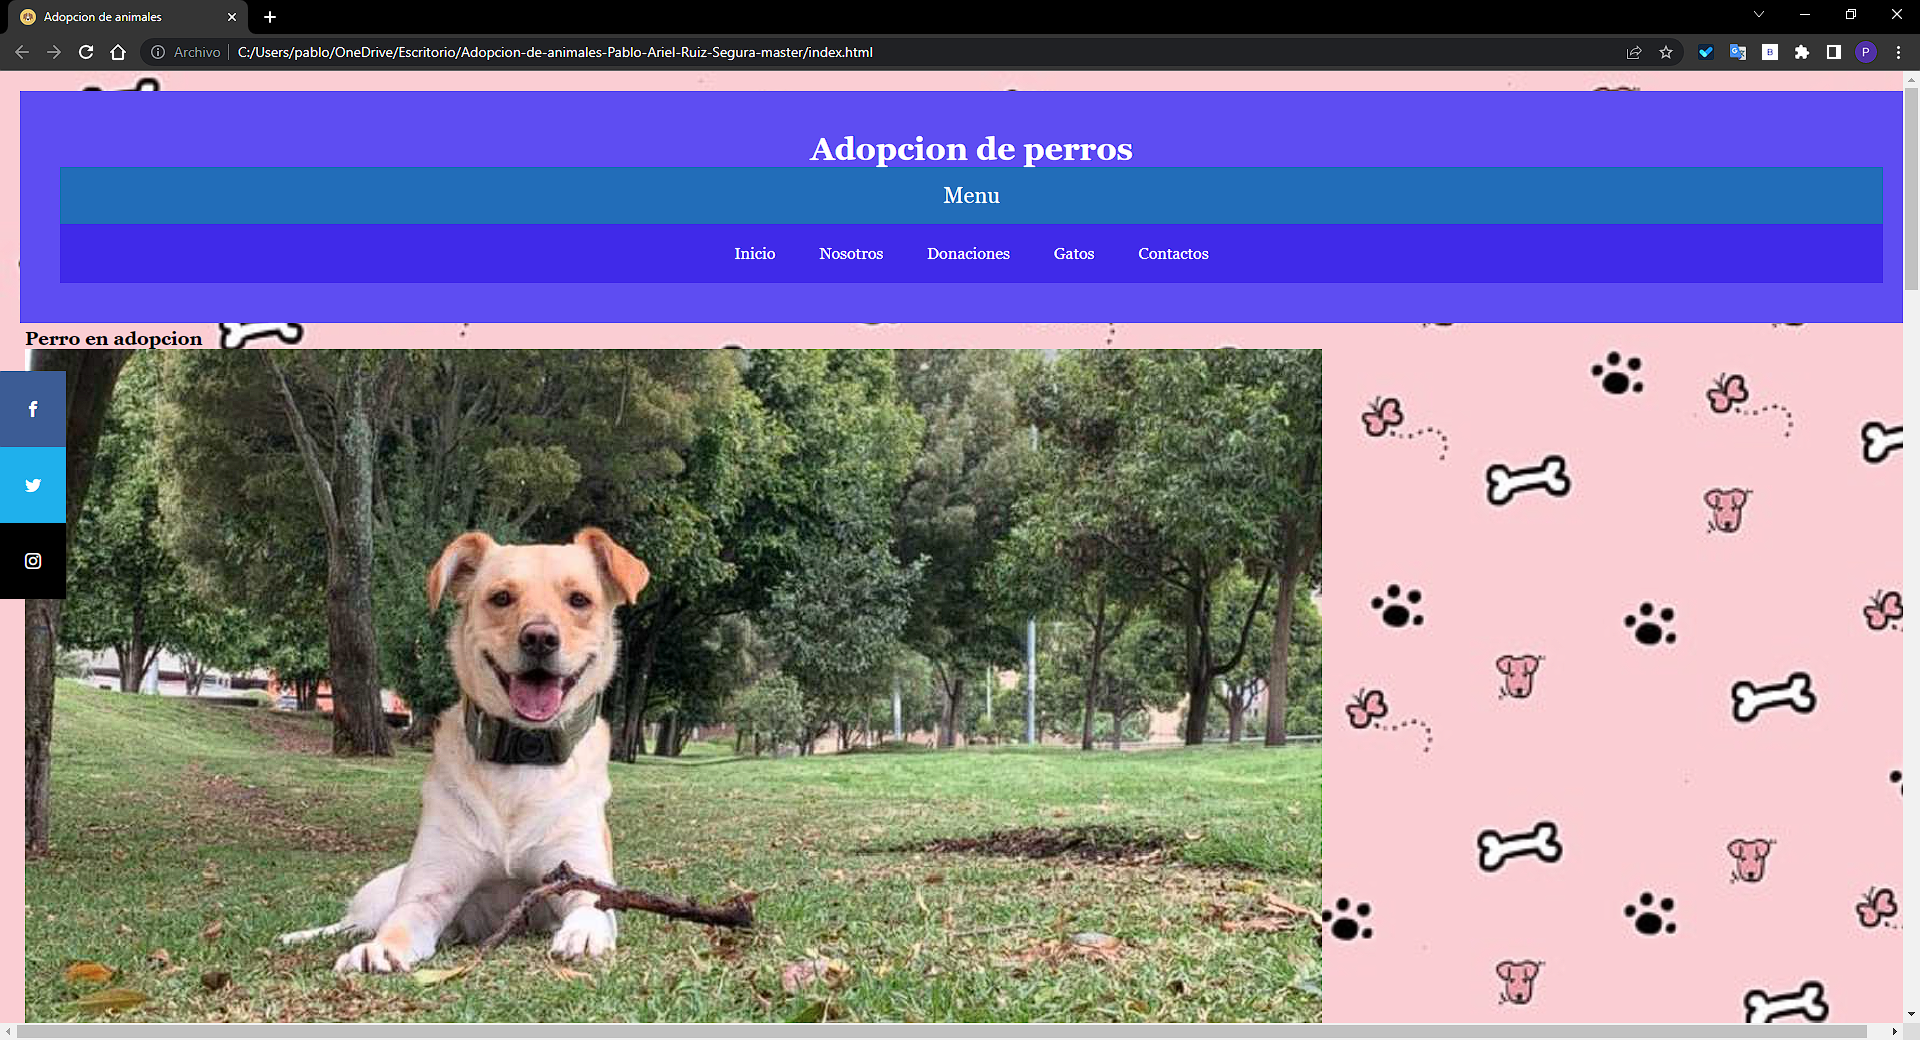 Adopcion de animales
Archivo
C:/Users/pablo/OneDrive/Escritorio/Adopcion-de-animales-Pablo-Ariel-Ruiz-Segura-master/index.html
B
P
Adopcion de perros
Menu
Inicio
Nosotros
Donaciones
Gatos
Contactos
Perro en adopcion